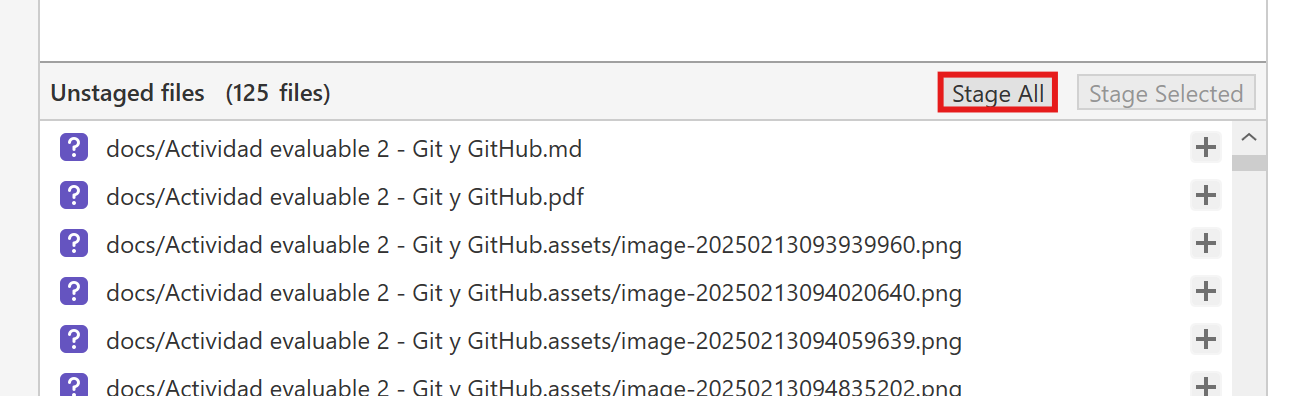 Unstaged files (125 files) Stage All Stage Selected
? docs/Actividad evaluable 2 - Git y GitHub.md +
? docs/Actividad evaluable 2 - Git y GitHub.pdf +
? docs/Actividad evaluable 2 - Git y GitHub.assets/image-20250213093939960.png +
? docs/Actividad evaluable 2 - Git y GitHub.assets/image-20250213094020640.png +
? docs/Actividad evaluable 2 - Git y GitHub.assets/image-20250213094059639.png +
? docs/Actividad evaluable 2 - Git y GitHub.assets/image-20250213094835202.png +